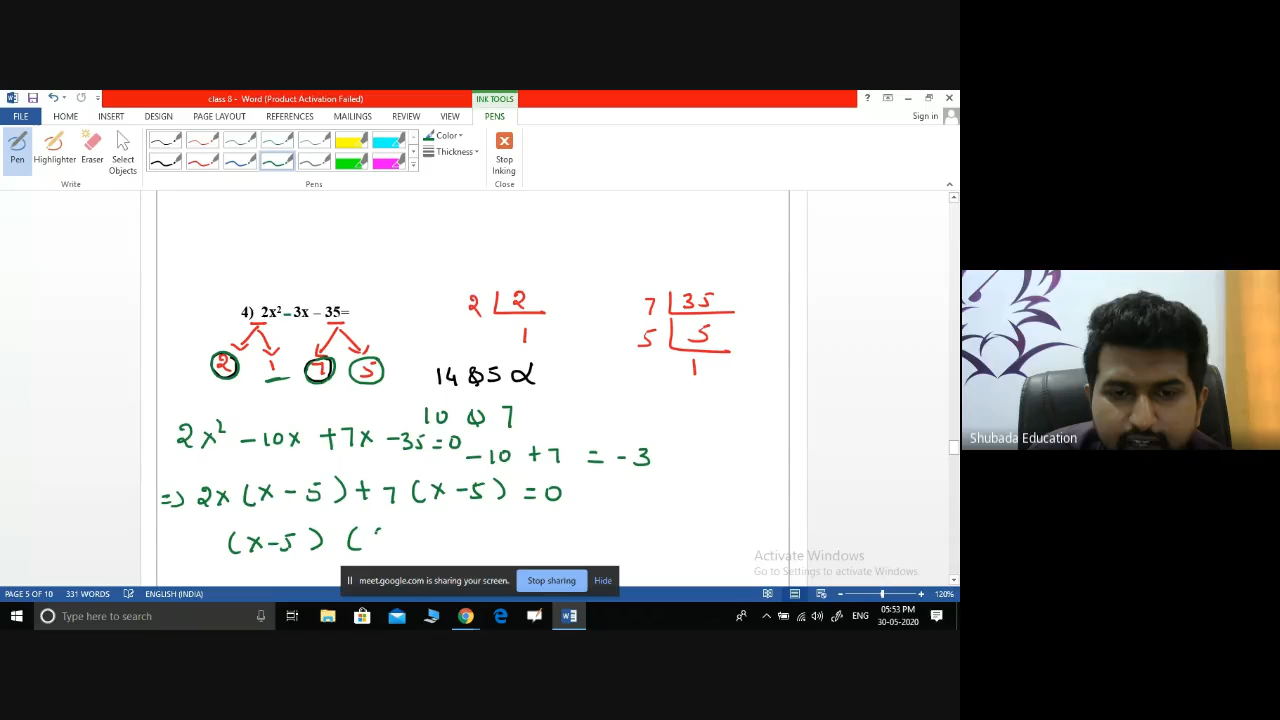 class 8 - Word (Product Activation Failed)
INK TOOLS
FILE HOME INSERT DESIGN PAGE LAYOUT REFERENCES MAILINGS REVIEW VIEW PENS
Sign in
Pen Highlighter Eraser Select Objects
Color
Thickness
Stop Inking
Write Pens Close
4) 2x² - 3x – 35=
2 1 7 5
2 2
1
7 35
5 5
1
14 & 5 α
10 & 7
2x² - 10x + 7x - 35 = 0
- 10 + 7 = - 3
=> 2x (x - 5) + 7 (x - 5) = 0
(x - 5) (
Shubada Education
Activate Windows
Go to Settings to activate Windows.
meet.google.com is sharing your screen. Stop sharing Hide
PAGE 5 OF 10 331 WORDS ENGLISH (INDIA) 120%
Type here to search
ENG
05:53 PM
30-05-2020